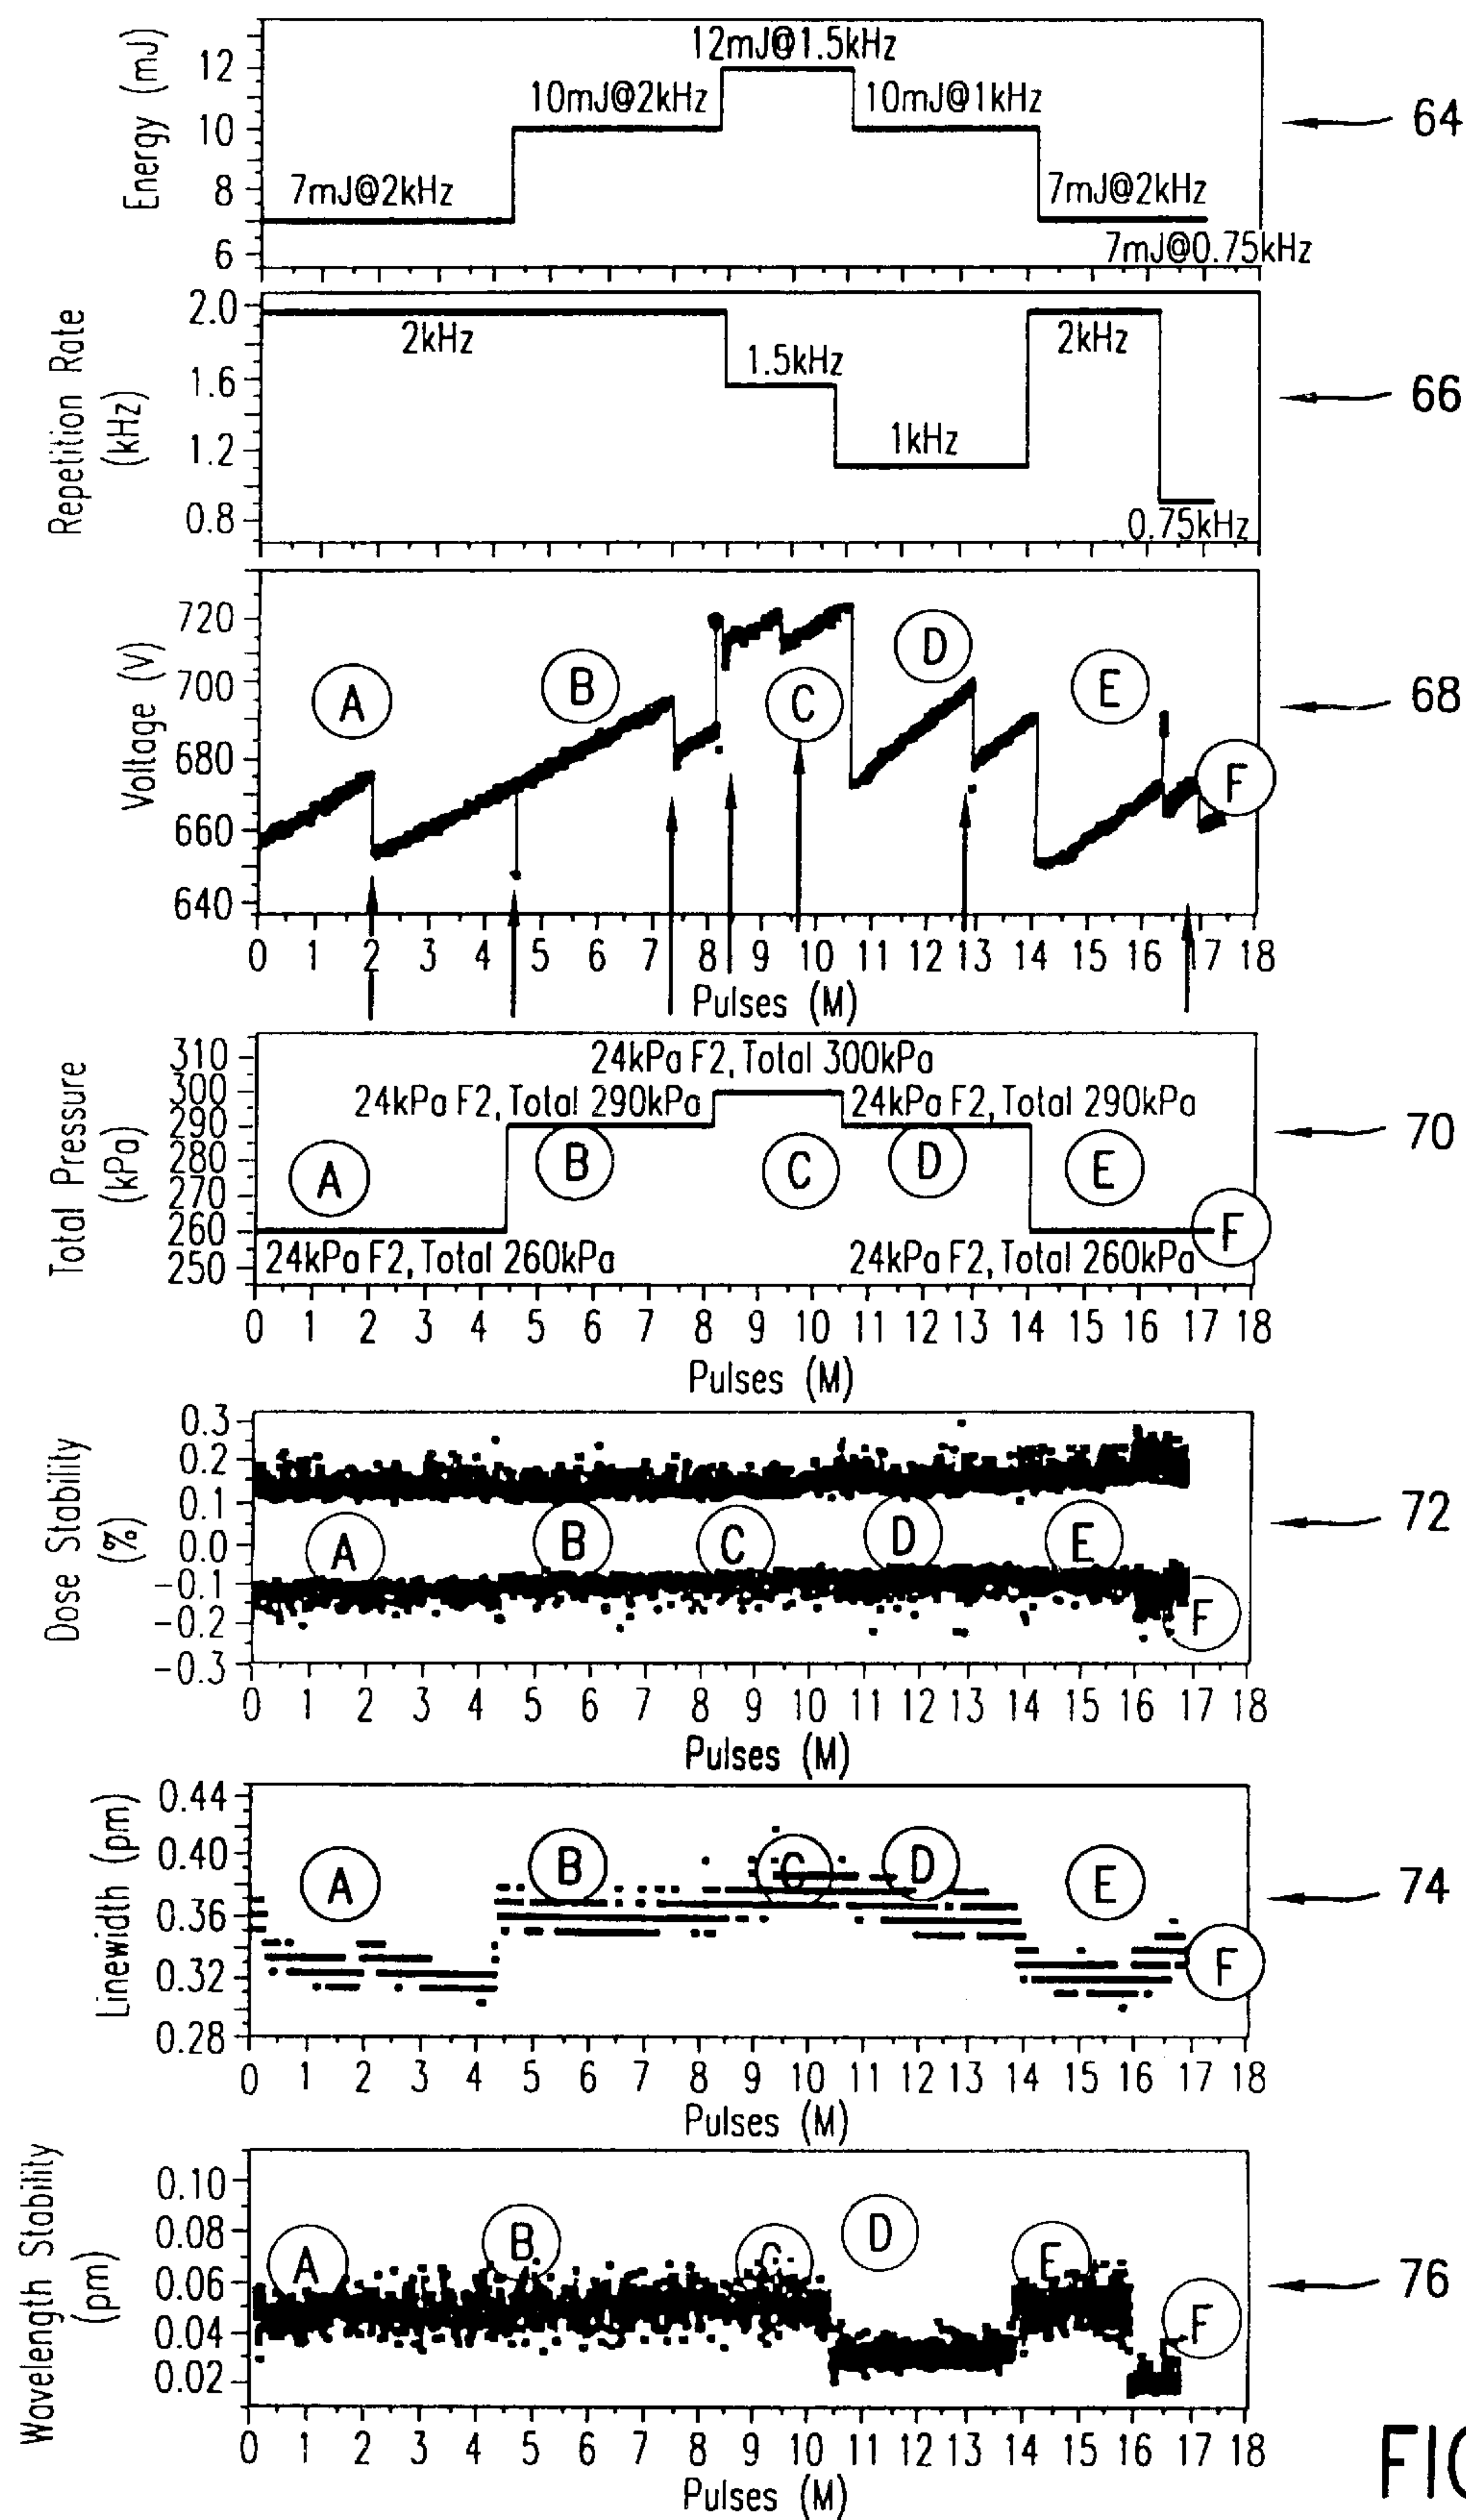 Energy (mJ)
12
10
8
6
12mJ@1.5kHz
10mJ@2kHz
10mJ@1kHz
7mJ@2kHz
7mJ@2kHz
7mJ@0.75kHz
64
Repetition Rate
(kHz)
2.0
1.6
1.2
0.8
2kHz
1.5kHz
1kHz
2kHz
0.75kHz
66
Voltage (V)
720
700
680
660
640
A
B
C
D
E
F
68
0 1 2 3 4 5 6 7 8 9 10 11 12 13 14 15 16 17 18
Pulses (M)
Total Pressure
(kPa)
310
300
290
280
270
260
250
24kPa F2, Total 300kPa
24kPa F2, Total 290kPa
24kPa F2, Total 290kPa
A
B
C
D
E
F
24kPa F2, Total 260kPa
24kPa F2, Total 260kPa
70
0 1 2 3 4 5 6 7 8 9 10 11 12 13 14 15 16 17 18
Pulses (M)
Dose Stability
(%)
0.3
0.2
0.1
0.0
-0.1
-0.2
-0.3
A
B
C
D
E
F
72
0 1 2 3 4 5 6 7 8 9 10 11 12 13 14 15 16 17 18
Pulses (M)
Linewidth (pm)
0.44
0.40
0.36
0.32
0.28
A
B
C
D
E
F
74
0 1 2 3 4 5 6 7 8 9 10 11 12 13 14 15 16 17 18
Pulses (M)
Wavelength Stability
(pm)
0.10
0.08
0.06
0.04
0.02
A
B
C
D
E
F
76
0 1 2 3 4 5 6 7 8 9 10 11 12 13 14 15 16 17 18
Pulses (M)